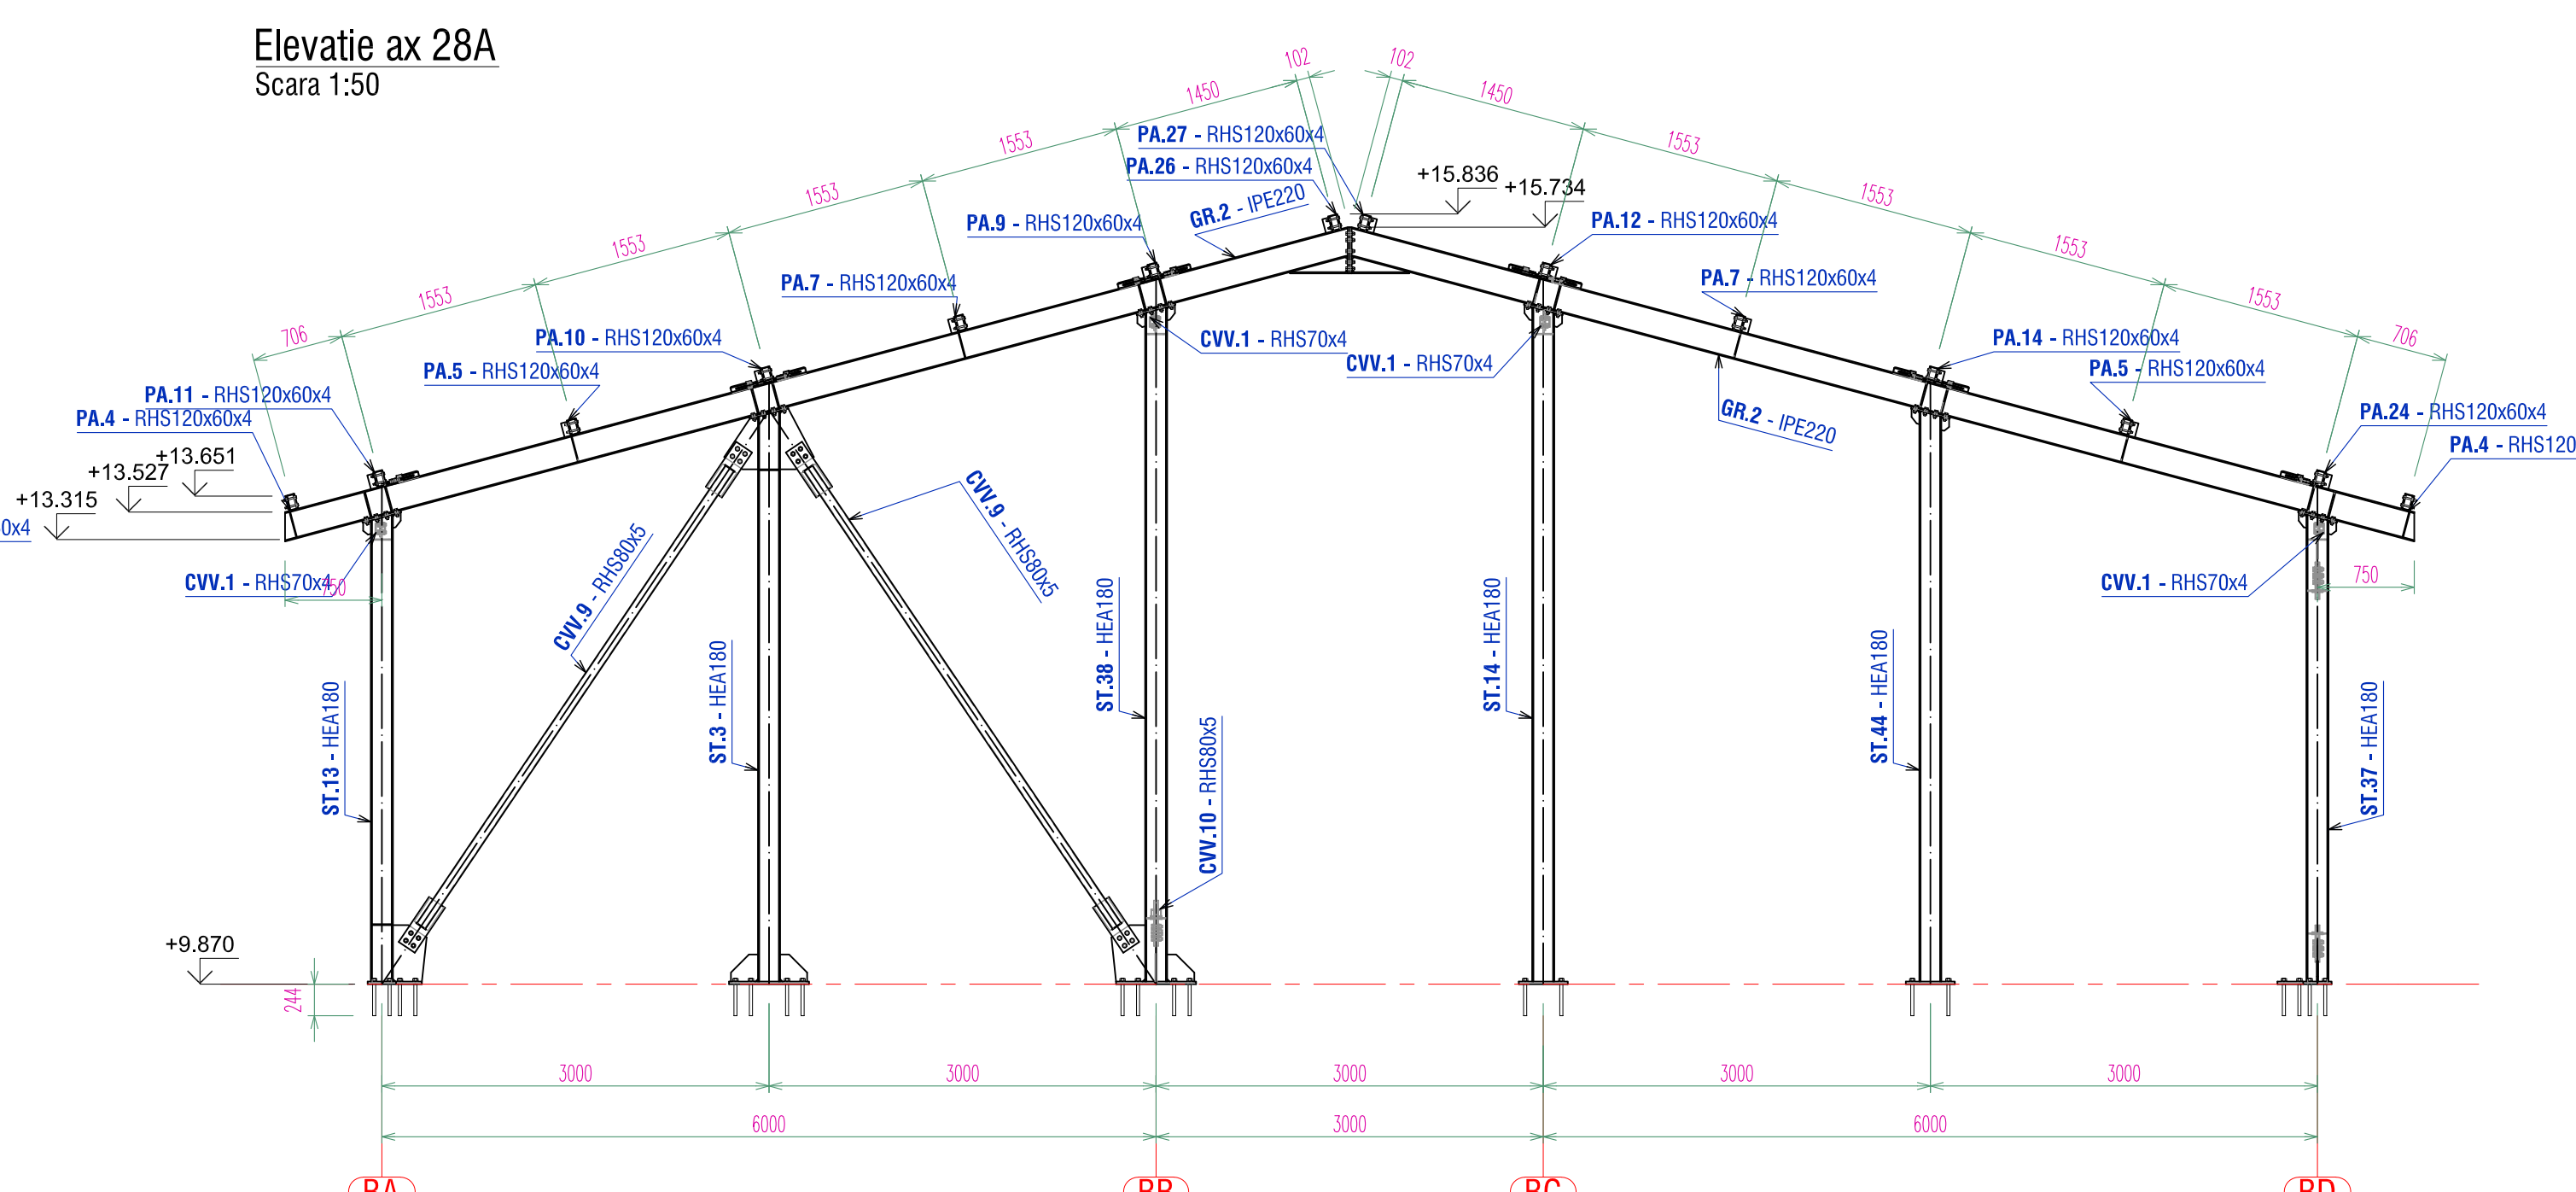 Elevatie ax 28A
Scara 1:50
102
102
1450
1450
1553
1553
1553
1553
1553
1553
1553
1553
706
706
PA.27 - RHS120x60x4
PA.26 - RHS120x60x4
GR.2 - IPE220
+15.836
+15.734
PA.9 - RHS120x60x4
PA.12 - RHS120x60x4
PA.7 - RHS120x60x4
PA.7 - RHS120x60x4
PA.10 - RHS120x60x4
CVV.1 - RHS70x4
CVV.1 - RHS70x4
PA.14 - RHS120x60x4
PA.5 - RHS120x60x4
PA.5 - RHS120x60x4
PA.11 - RHS120x60x4
PA.4 - RHS120x60x4
GR.2 - IPE220
PA.24 - RHS120x60x4
PA.4 - RHS120
+13.651
+13.527
+13.315
0x4
CVV.9 - RHS80x5
CVV.9 - RHS80x5
CVV.1 - RHS70x4
750
CVV.1 - RHS70x4
750
ST.13 - HEA180
ST.3 - HEA180
ST.38 - HEA180
CVV.10 - RHS80x5
ST.14 - HEA180
ST.44 - HEA180
ST.37 - HEA180
+9.870
244
3000
3000
3000
3000
3000
6000
3000
6000